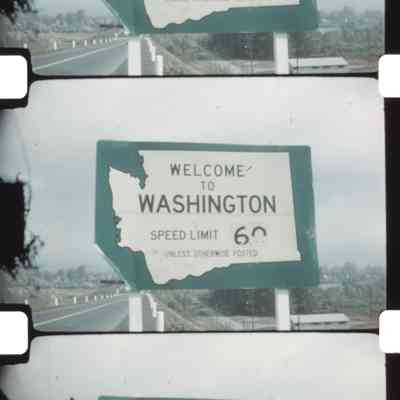 WELCOME
TO
WASHINGTON
SPEED LIMIT 60
UNLESS OTHERWISE POSTED